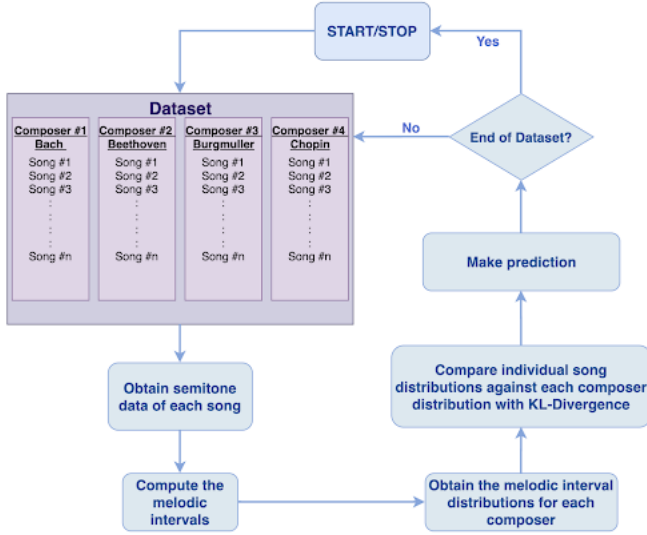 START/STOP
Yes
Dataset
Composer #1
Bach
Song #1
Song #2
Song #3
.
.
.
.
.
Song #n
Composer #2
Beethoven
Song #1
Song #2
Song #3
.
.
.
.
.
Song #n
Composer #3
Burgmuller
Song #1
Song #2
Song #3
.
.
.
.
.
Song #n
Composer #4
Chopin
Song #1
Song #2
Song #3
.
.
.
.
.
Song #n
No
End of Dataset?
Obtain semitone
data of each song
Compute the
melodic
intervals
Obtain the melodic interval
distributions for each
composer
Compare individual song
distributions against each composer
distribution with KL-Divergence
Make prediction